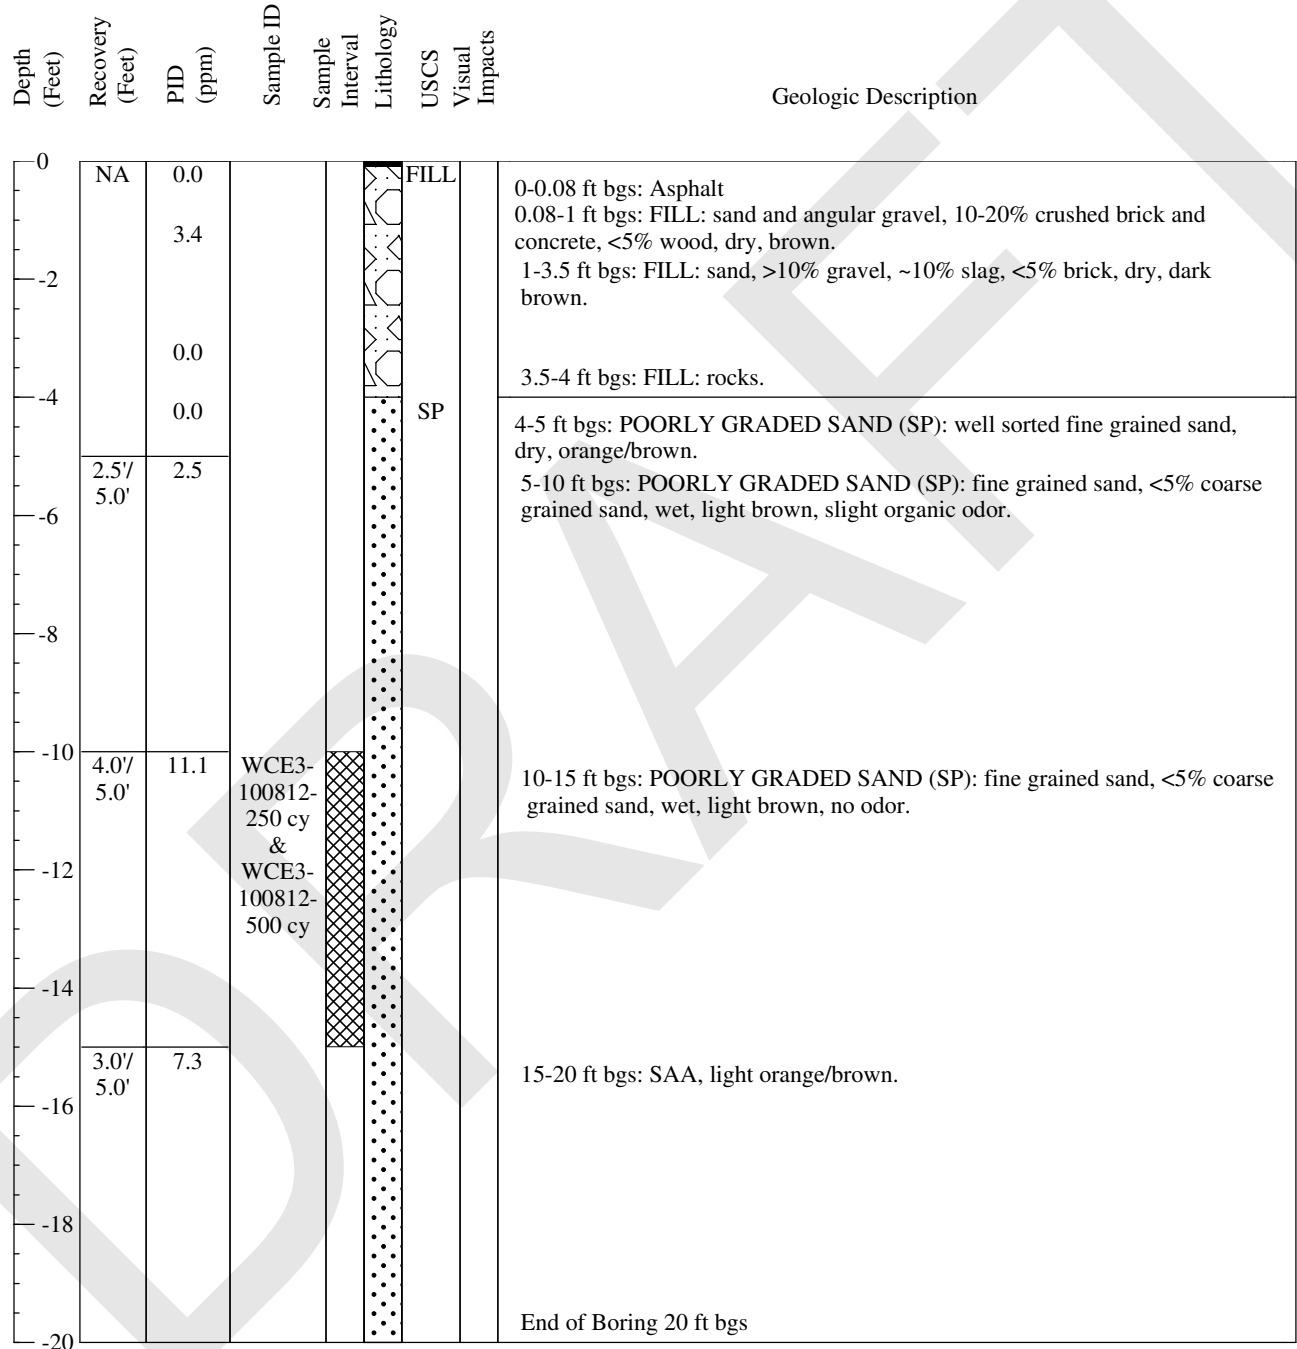 Depth
(Feet)
Recovery
(Feet)
PID
(ppm)
Sample ID
Sample
Interval
Lithology
USCS
Visual
Impacts
Geologic Description
0
NA
0.0
FILL
0-0.08 ft bgs: Asphalt
0.08-1 ft bgs: FILL: sand and angular gravel, 10-20% crushed brick and
concrete, <5% wood, dry, brown.
3.4
1-3.5 ft bgs: FILL: sand, >10% gravel, ~10% slag, <5% brick, dry, dark
brown.
-2
0.0
3.5-4 ft bgs: FILL: rocks.
-4
0.0
SP
4-5 ft bgs: POORLY GRADED SAND (SP): well sorted fine grained sand,
dry, orange/brown.
2.5'/
5.0'
2.5
5-10 ft bgs: POORLY GRADED SAND (SP): fine grained sand, <5% coarse
grained sand, wet, light brown, slight organic odor.
-6
-8
-10
4.0'/
5.0'
11.1
WCE3-
100812-
250 cy
&
WCE3-
100812-
500 cy
10-15 ft bgs: POORLY GRADED SAND (SP): fine grained sand, <5% coarse
grained sand, wet, light brown, no odor.
-12
-14
3.0'/
5.0'
7.3
15-20 ft bgs: SAA, light orange/brown.
-16
-18
End of Boring 20 ft bgs
-20
DRAFT